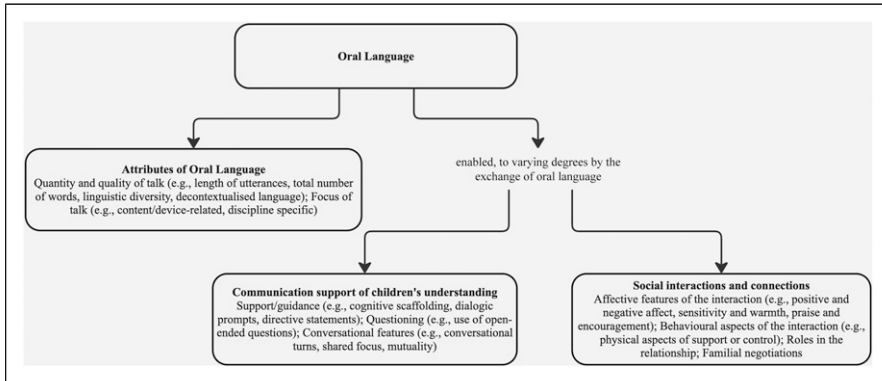 Oral Language
Attributes of Oral Language
Quantity and quality of talk (e.g., length of utterances, total number
of words, linguistic diversity, decontextualised language); Focus of
talk (e.g., content/device-related, discipline specific)
enabled, to varying degrees by the
exchange of oral language
Communication support of children's understanding
Support/guidance (e.g., cognitive scaffolding, dialogic
prompts, directive statements); Questioning (e.g., use of open-
ended questions); Conversational features (e.g., conversational
turns, shared focus, mutuality)
Social interactions and connections
Affective features of the interaction (e.g., positive and
negative affect, sensitivity and warmth, praise and
encouragement); Behavioural aspects of the interaction (e.g.,
physical aspects of support or control); Roles in the
relationship; Familial negotiations